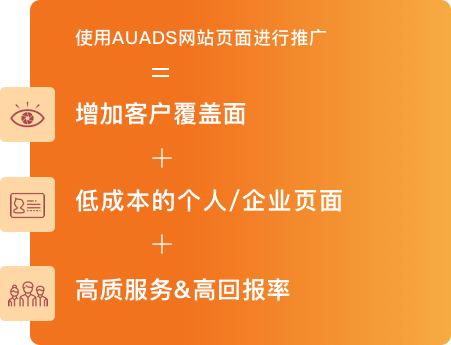 使用AUADS网站页面进行推广
=
增加客户覆盖面
+
低成本的个人/企业页面
+
高质服务&高回报率